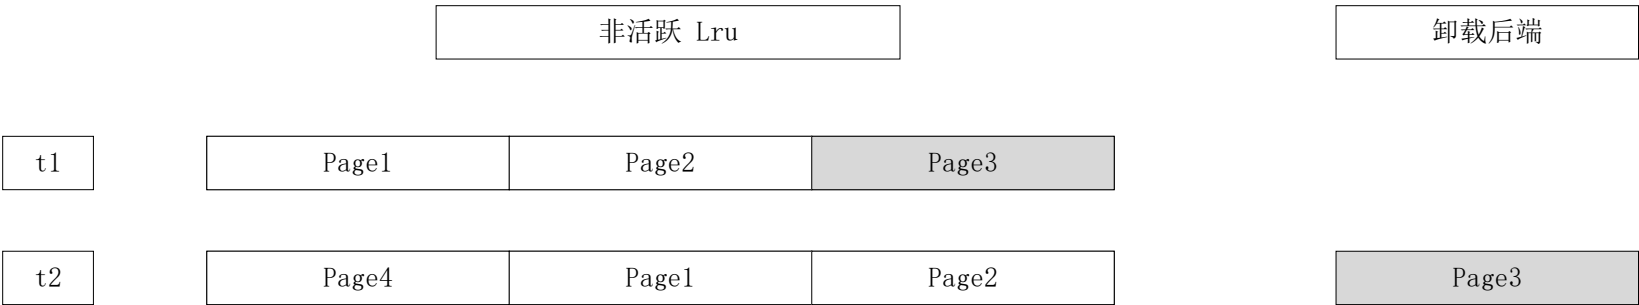 非活跃 Lru
卸载后端
t1
Page1
Page2
Page3
t2
Page4
Page1
Page2
Page3